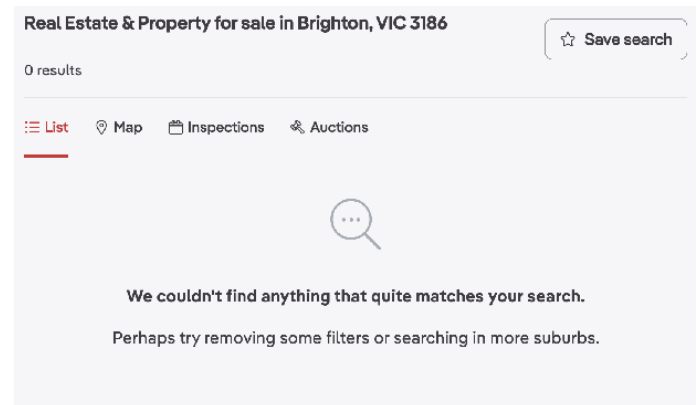 Real Estate & Property for sale in Brighton, VIC 3186
Save search
0 results
List Map Inspections Auctions
We couldn't find anything that quite matches your search.
Perhaps try removing some filters or searching in more suburbs.